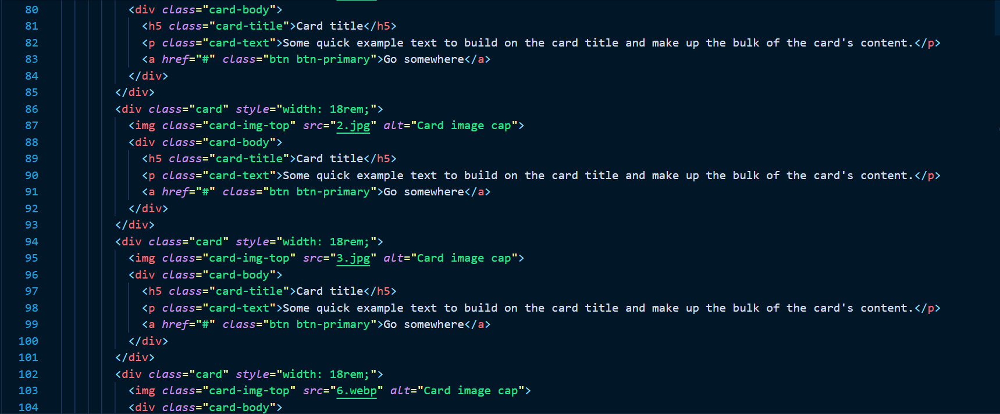 80 <div class="card-body">
81 <h5 class="card-title">Card title</h5>
82 <p class="card-text">Some quick example text to build on the card title and make up the bulk of the card's content.</p>
83 <a href="#" class="btn btn-primary">Go somewhere</a>
84 </div>
85 </div>
86 <div class="card" style="width: 18rem;">
87 <img class="card-img-top" src="2.jpg" alt="Card image cap">
88 <div class="card-body">
89 <h5 class="card-title">Card title</h5>
90 <p class="card-text">Some quick example text to build on the card title and make up the bulk of the card's content.</p>
91 <a href="#" class="btn btn-primary">Go somewhere</a>
92 </div>
93 </div>
94 <div class="card" style="width: 18rem;">
95 <img class="card-img-top" src="3.jpg" alt="Card image cap">
96 <div class="card-body">
97 <h5 class="card-title">Card title</h5>
98 <p class="card-text">Some quick example text to build on the card title and make up the bulk of the card's content.</p>
99 <a href="#" class="btn btn-primary">Go somewhere</a>
100 </div>
101 </div>
102 <div class="card" style="width: 18rem;">
103 <img class="card-img-top" src="6.webp" alt="Card image cap">
104 <div class="card-body">